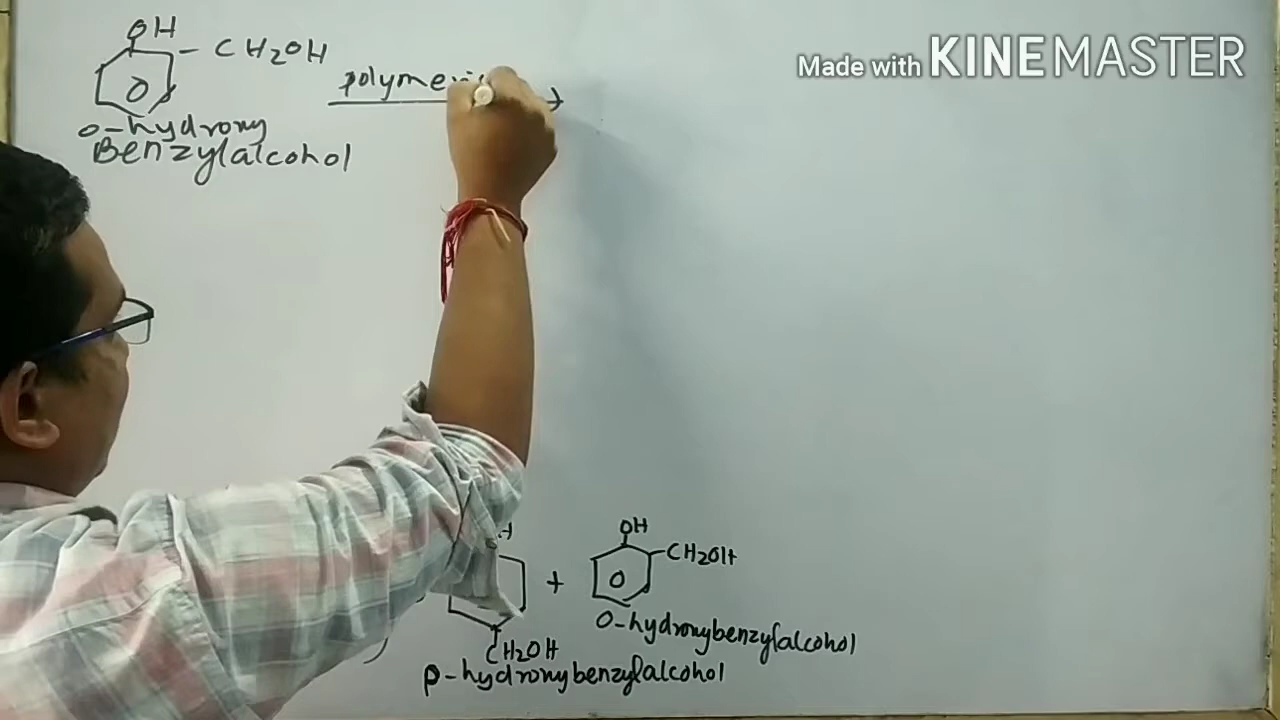 OH
- CH2OH
polymeri
o-hydroxy
Benzylalcohol
Made with KINEMASTER
OH
CH2OH
+
o-hydroxybenzylalcohol
CH2OH
p-hydroxybenzylalcohol